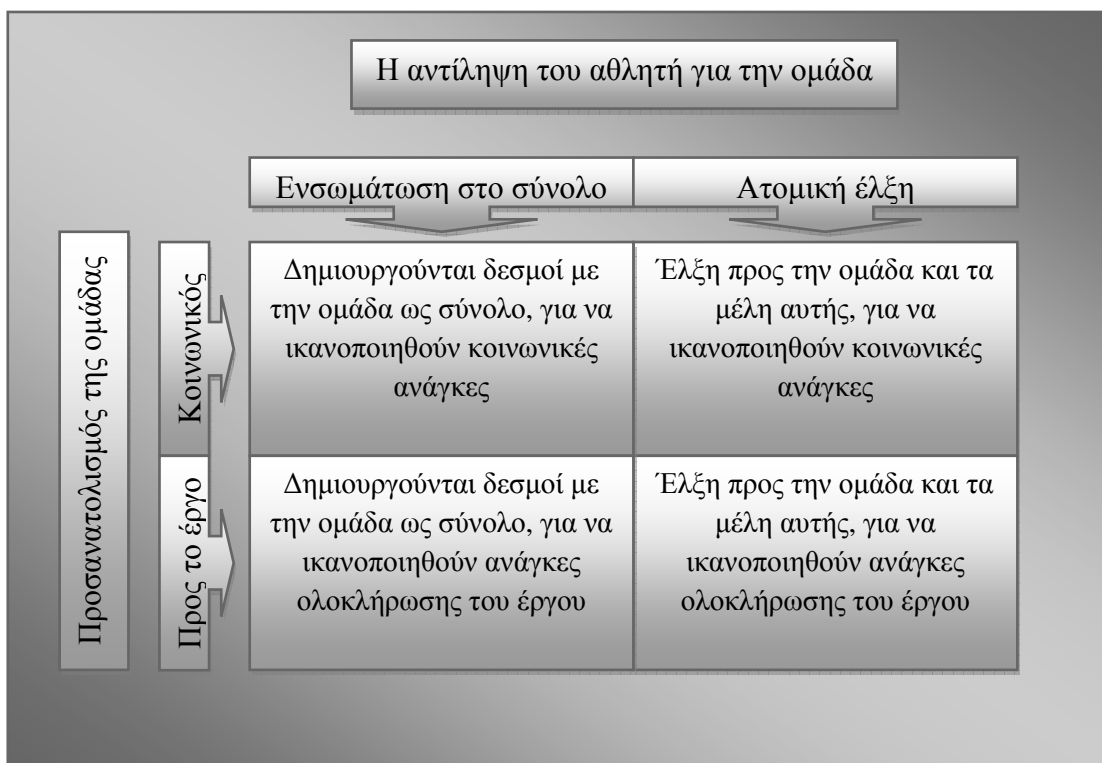 Η αντίληψη του αθλητή για την ομάδα
Ενσωμάτωση στο σύνολο
Ατομική έλξη
Προσανατολισμός της ομάδας
Κοινωνικός
Δημιουργούνται δεσμοί με
την ομάδα ως σύνολο, για να
ικανοποιηθούν κοινωνικές
ανάγκες
Έλξη προς την ομάδα και τα
μέλη αυτής, για να
ικανοποιηθούν κοινωνικές
ανάγκες
Προς το έργο
Δημιουργούνται δεσμοί με
την ομάδα ως σύνολο, για να
ικανοποιηθούν ανάγκες
ολοκλήρωσης του έργου
Έλξη προς την ομάδα και τα
μέλη αυτής, για να
ικανοποιηθούν ανάγκες
ολοκλήρωσης του έργου